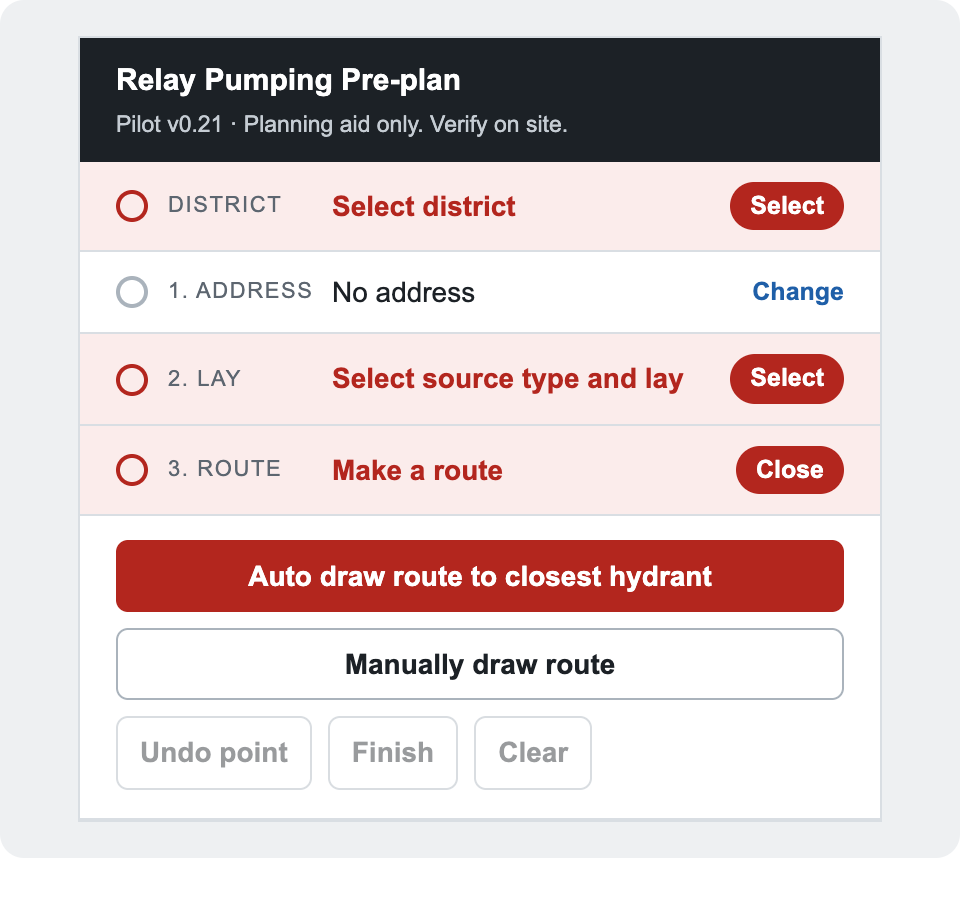 Relay Pumping Pre-plan
Pilot v0.21 · Planning aid only. Verify on site.
DISTRICT Select district Select
1. ADDRESS No address Change
2. LAY Select source type and lay Select
3. ROUTE Make a route Close
Auto draw route to closest hydrant
Manually draw route
Undo point Finish Clear